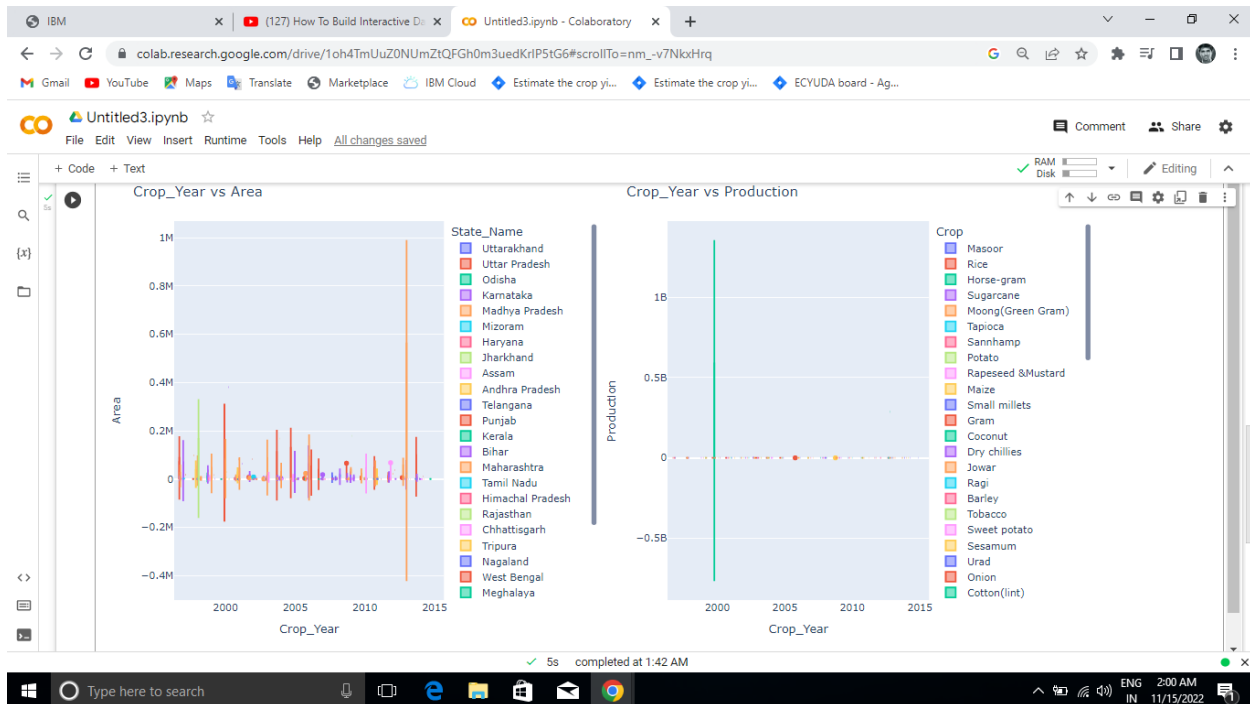 IBM
(127) How To Build Interactive Da
Untitled3.ipynb - Colaboratory
colab.research.google.com/drive/1oh4TmUuZ0NUmZtQFGh0m3uedKrIP5tG6#scrollTo=nm_-v7NkxHrq
Gmail YouTube Maps Translate Marketplace IBM Cloud Estimate the crop yi... Estimate the crop yi... ECYUDA board - Ag...
Untitled3.ipynb
File Edit View Insert Runtime Tools Help All changes saved
Comment Share
+ Code + Text
RAM
Disk
Editing
5s
{x}
Crop_Year vs Area
1M
0.8M
0.6M
0.4M
0.2M
0
−0.2M
−0.4M
Area
2000 2005 2010 2015
Crop_Year
State_Name
Uttarakhand
Uttar Pradesh
Odisha
Karnataka
Madhya Pradesh
Mizoram
Haryana
Jharkhand
Assam
Andhra Pradesh
Telangana
Punjab
Kerala
Bihar
Maharashtra
Tamil Nadu
Himachal Pradesh
Rajasthan
Chhattisgarh
Tripura
Nagaland
West Bengal
Meghalaya
Crop_Year vs Production
1B
0.5B
0
−0.5B
Production
2000 2005 2010 2015
Crop_Year
Crop
Masoor
Rice
Horse-gram
Sugarcane
Moong(Green Gram)
Tapioca
Sannhamp
Potato
Rapeseed &Mustard
Maize
Small millets
Gram
Coconut
Dry chillies
Jowar
Ragi
Barley
Tobacco
Sweet potato
Sesamum
Urad
Onion
Cotton(lint)
5s completed at 1:42 AM
Type here to search
ENG
IN
2:00 AM
11/15/2022
1